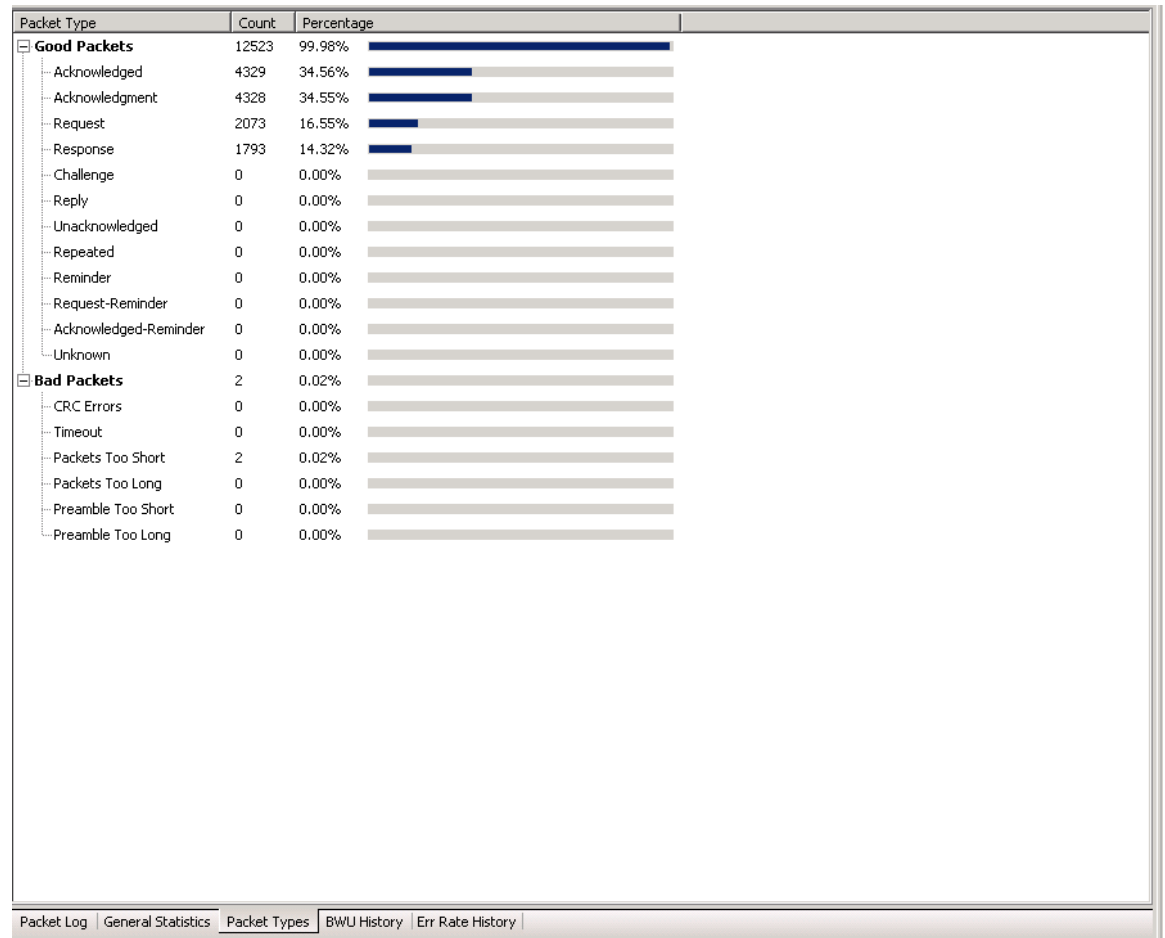 Packet Type Count Percentage
Good Packets 12523 99.98%
Acknowledged 4329 34.56%
Acknowledgment 4328 34.55%
Request 2073 16.55%
Response 1793 14.32%
Challenge 0 0.00%
Reply 0 0.00%
Unacknowledged 0 0.00%
Repeated 0 0.00%
Reminder 0 0.00%
Request-Reminder 0 0.00%
Acknowledged-Reminder 0 0.00%
Unknown 0 0.00%
Bad Packets 2 0.02%
CRC Errors 0 0.00%
Timeout 0 0.00%
Packets Too Short 2 0.02%
Packets Too Long 0 0.00%
Preamble Too Short 0 0.00%
Preamble Too Long 0 0.00%
Packet Log General Statistics Packet Types BWU History Err Rate History